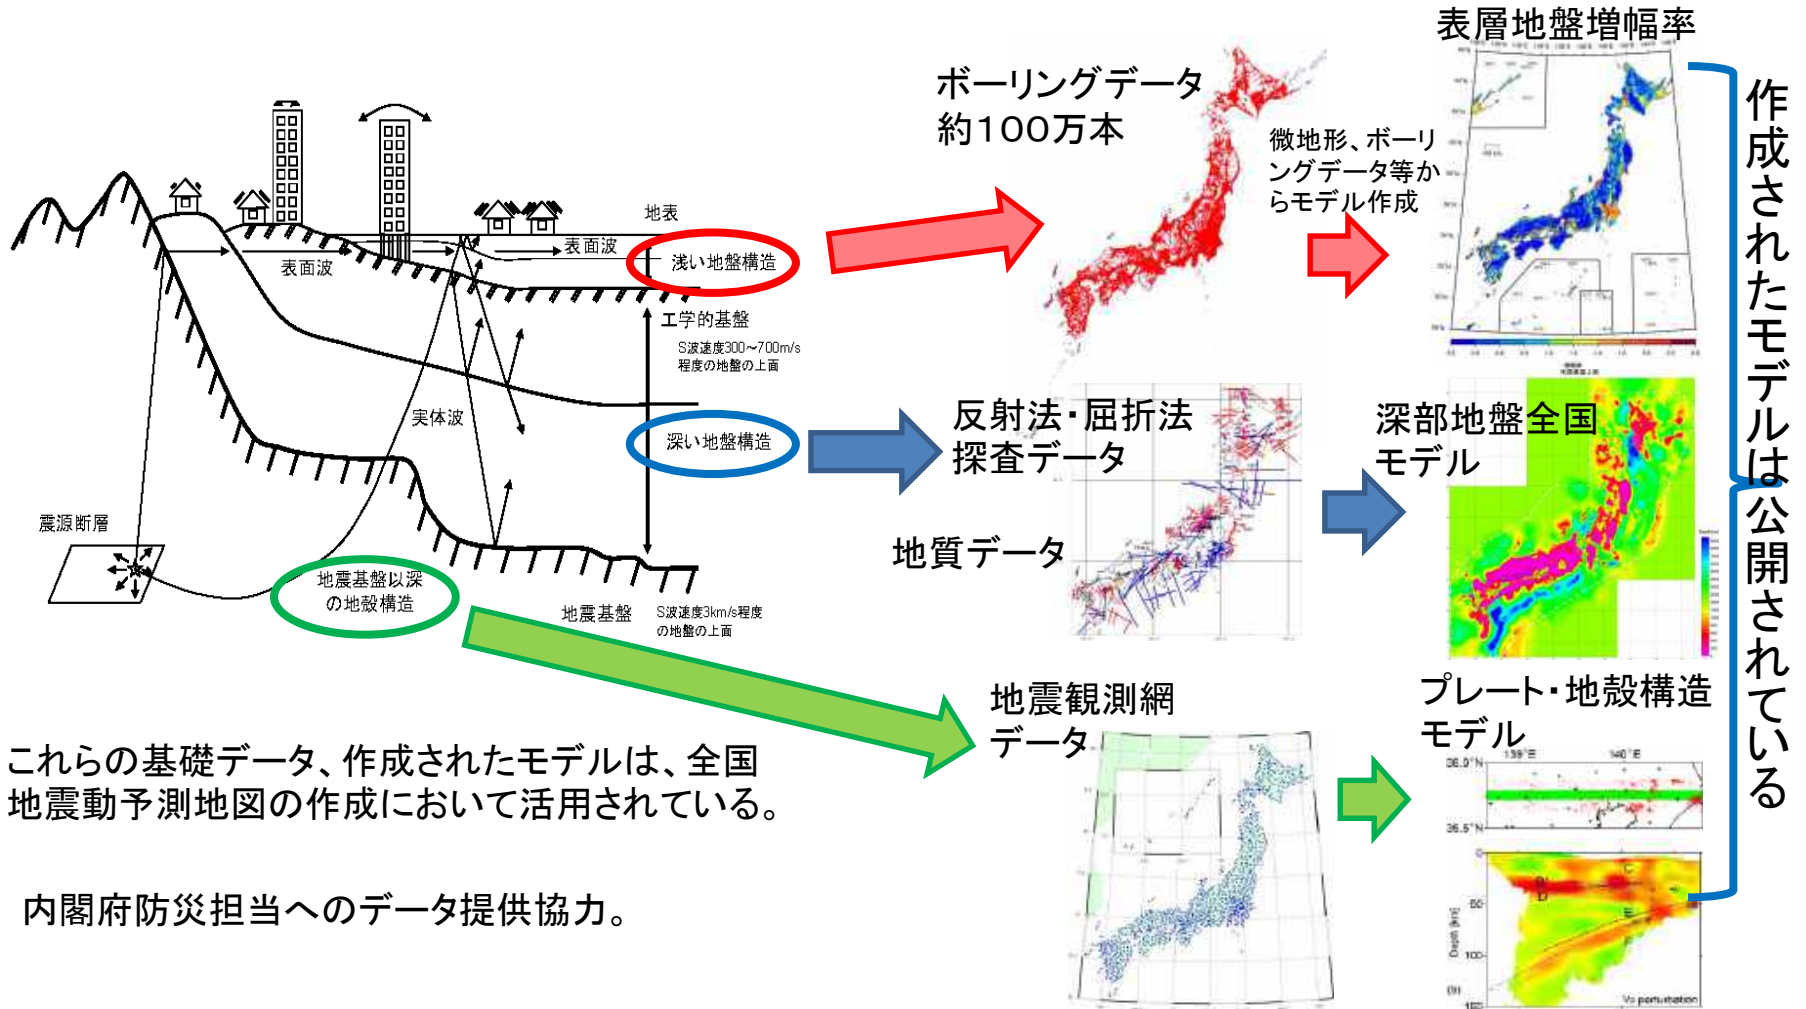 地表
表面波
表面波
浅い地盤構造
工学的基盤
S波速度300～700m/s
程度の地盤の上面
実体波
深い地盤構造
震源断層
地震基盤以深
の地殻構造
地震基盤
S波速度3km/s程度
の地盤の上面
ボーリングデータ
約100万本
微地形、ボーリ
ングデータ等か
らモデル作成
表層地盤増幅率
反射法・屈折法
探査データ
地質データ
深部地盤全国
モデル
地震観測網
データ
プレート・地殻構造
モデル
139°E
140°E
36.5°N
0
50
100
150
Depth (km)
Vs perturbation
作成されたモデルは公開されている
これらの基礎データ、作成されたモデルは、全国
地震動予測地図の作成において活用されている。
内閣府防災担当へのデータ提供協力。